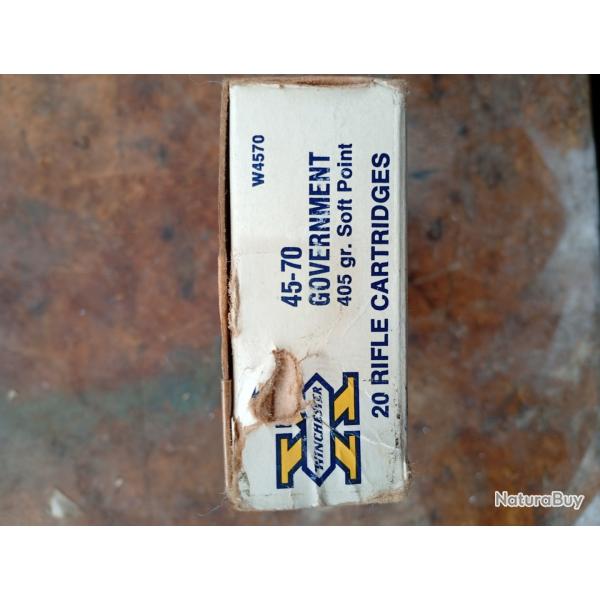 W4570
45-70
GOVERNMENT
405 gr. Soft Point
WINCHESTER
20 RIFLE CARTRIDGES
NaturaBuy